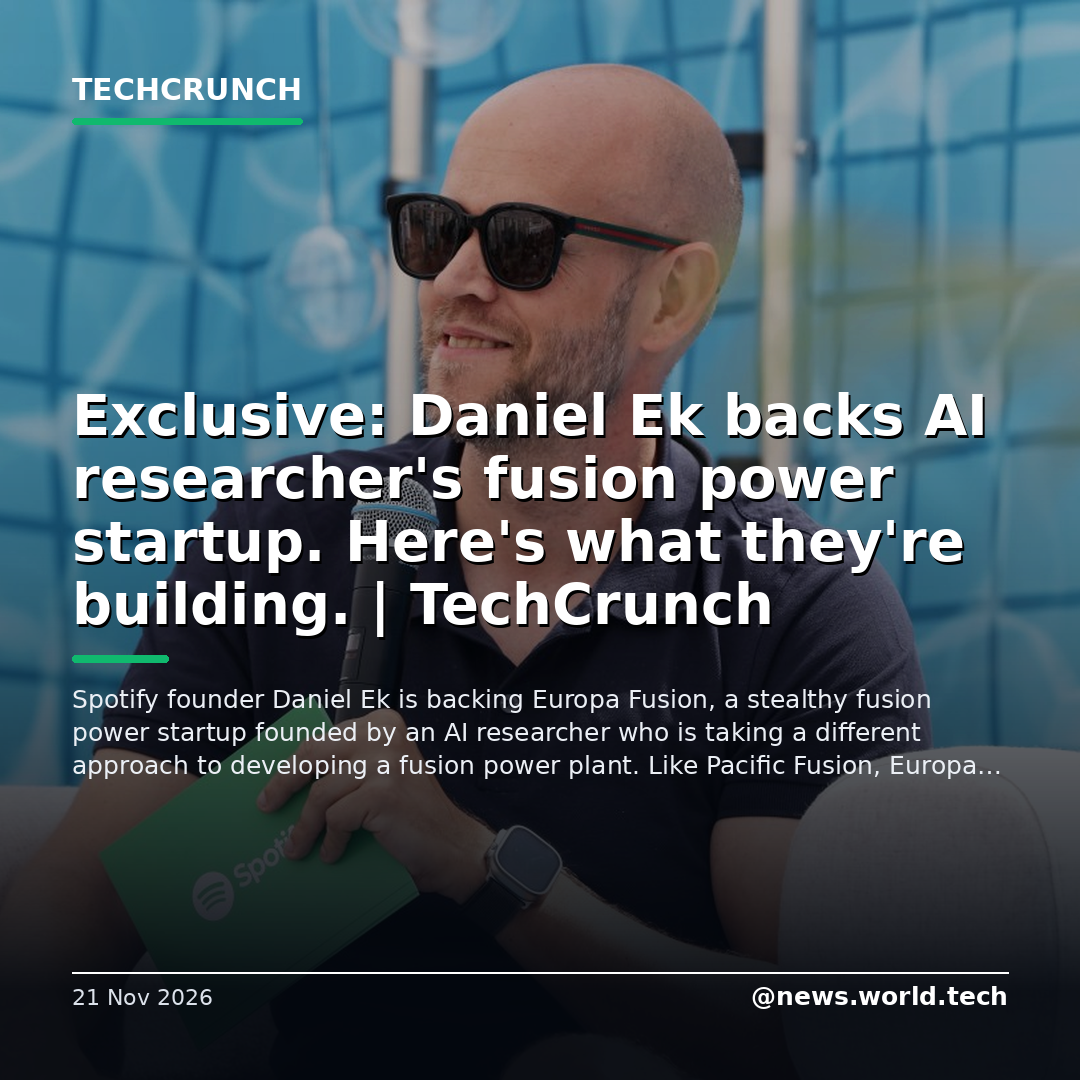 TECHCRUNCH
Exclusive: Daniel Ek backs AI
researcher's fusion power
startup. Here's what they're
building. | TechCrunch
Spotify founder Daniel Ek is backing Europa Fusion, a stealthy fusion
power startup founded by an AI researcher who is taking a different
approach to developing a fusion power plant. Like Pacific Fusion, Europa...
Spotify
21 Nov 2026
@news.world.tech